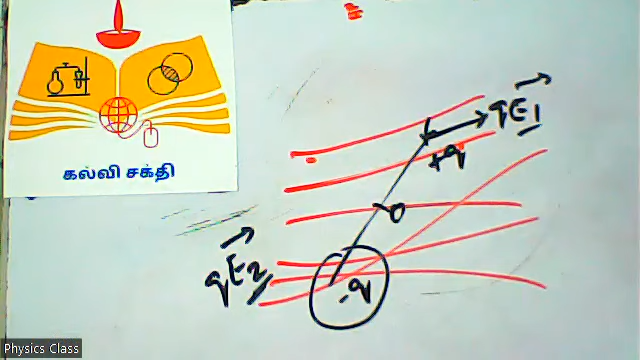 கல்வி சக்தி
qE₁
+q
o
qE₂
-q
Physics Class